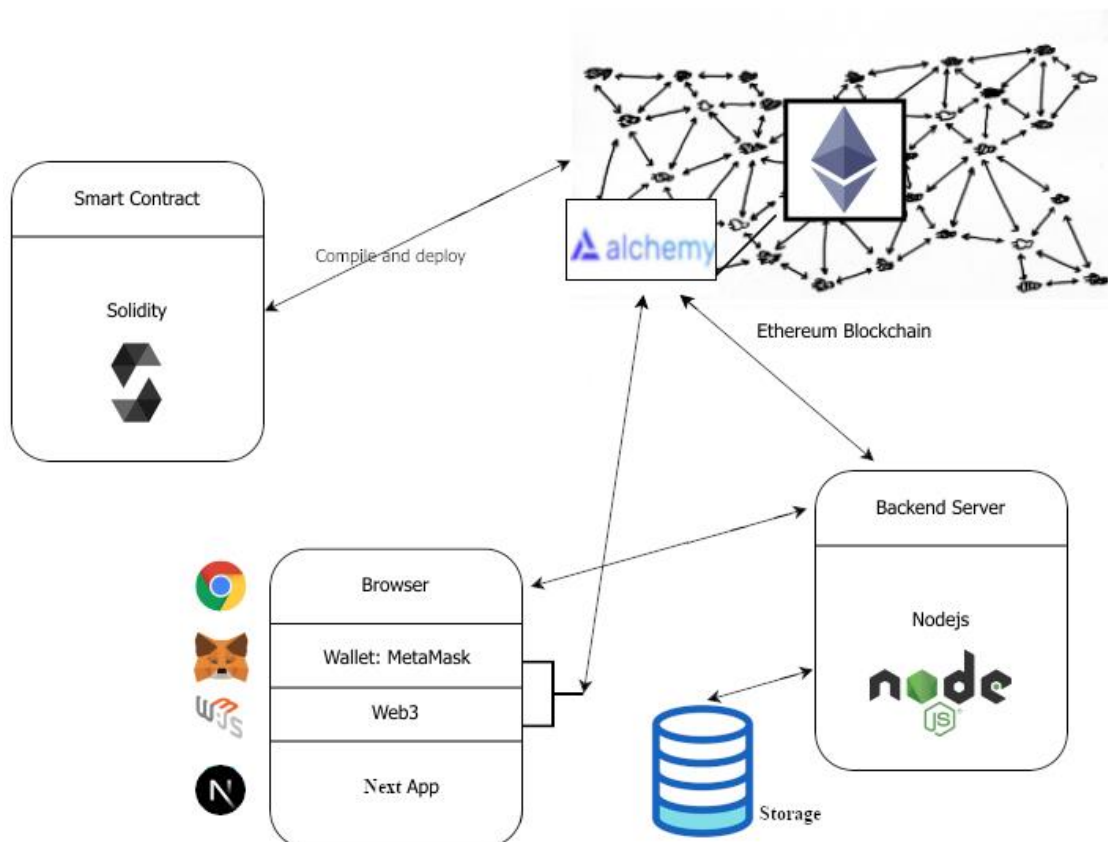 Smart Contract
Solidity
Compile and deploy
alchemy
Ethereum Blockchain
Backend Server
Nodejs
node
JS
Browser
Wallet: MetaMask
Web3
Next App
N
Storage